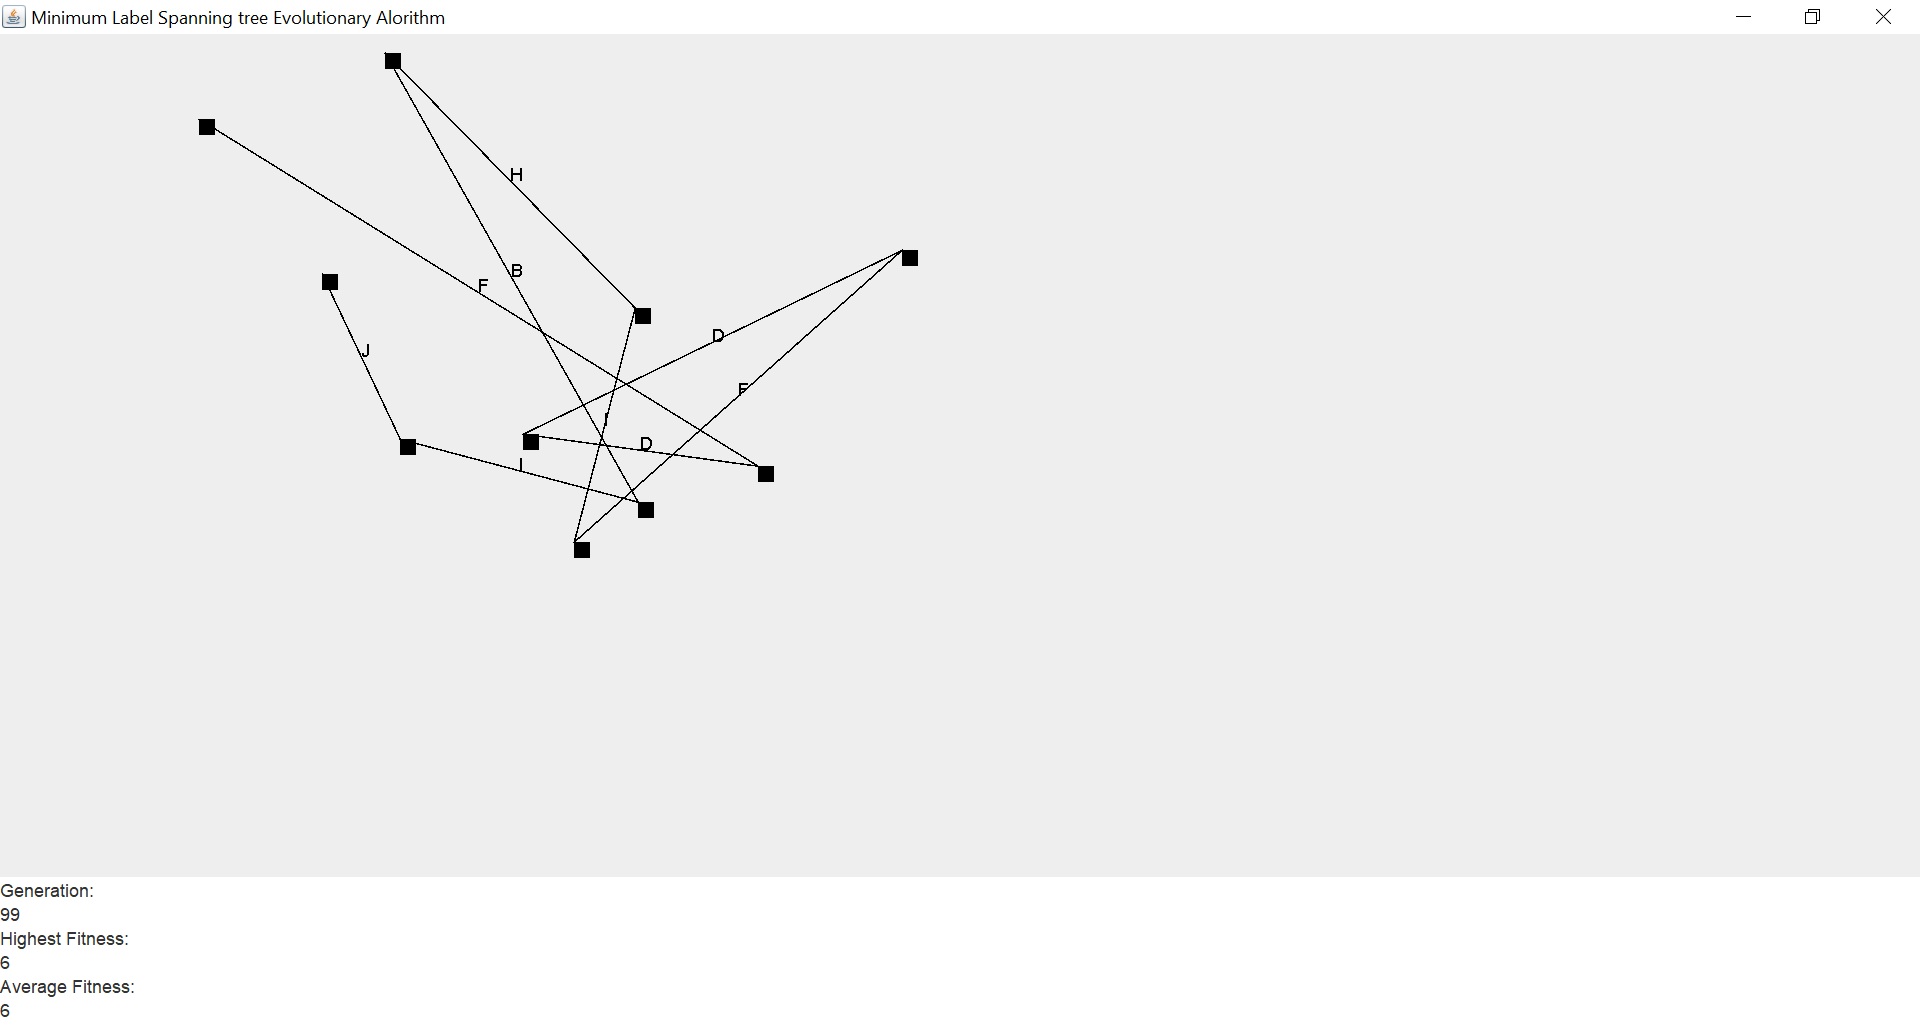 Minimum Label Spanning tree Evolutionary Alorithm
H
B
F
D
J
F
I
D
I
Generation:
99
Highest Fitness:
6
Average Fitness:
6